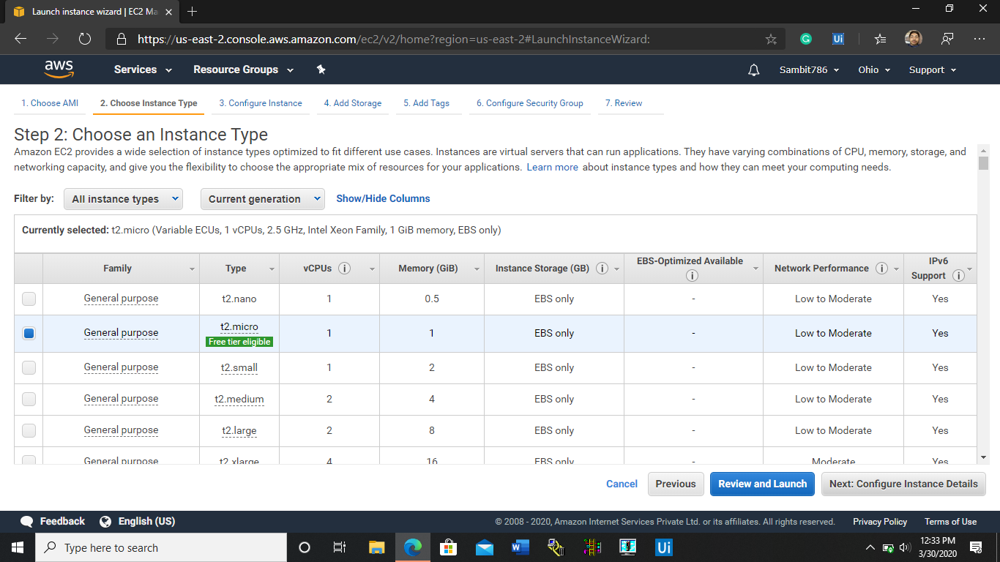 Launch instance wizard | EC2 Ma
https://us-east-2.console.aws.amazon.com/ec2/v2/home?region=us-east-2#LaunchInstanceWizard:
Ui
aws Services Resource Groups Sambit786 Ohio Support
1. Choose AMI 2. Choose Instance Type 3. Configure Instance 4. Add Storage 5. Add Tags 6. Configure Security Group 7. Review
Step 2: Choose an Instance Type
Amazon EC2 provides a wide selection of instance types optimized to fit different use cases. Instances are virtual servers that can run applications. They have varying combinations of CPU, memory, storage, and
networking capacity, and give you the flexibility to choose the appropriate mix of resources for your applications. Learn more about instance types and how they can meet your computing needs.
Filter by: All instance types Current generation Show/Hide Columns
Currently selected: t2.micro (Variable ECUs, 1 vCPUs, 2.5 GHz, Intel Xeon Family, 1 GiB memory, EBS only)
Family Type vCPUs Memory (GiB) Instance Storage (GB) EBS-Optimized Available Network Performance IPv6 Support
General purpose t2.nano 1 0.5 EBS only - Low to Moderate Yes
General purpose t2.micro Free tier eligible 1 1 EBS only - Low to Moderate Yes
General purpose t2.small 1 2 EBS only - Low to Moderate Yes
General purpose t2.medium 2 4 EBS only - Low to Moderate Yes
General purpose t2.large 2 8 EBS only - Low to Moderate Yes
General purpose t2.xlarge 4 16 EBS only - Moderate Yes
Cancel Previous Review and Launch Next: Configure Instance Details
Feedback English (US) © 2008 - 2020, Amazon Internet Services Private Ltd. or its affiliates. All rights reserved. Privacy Policy Terms of Use
Type here to search Ui 12:33 PM
3/30/2020